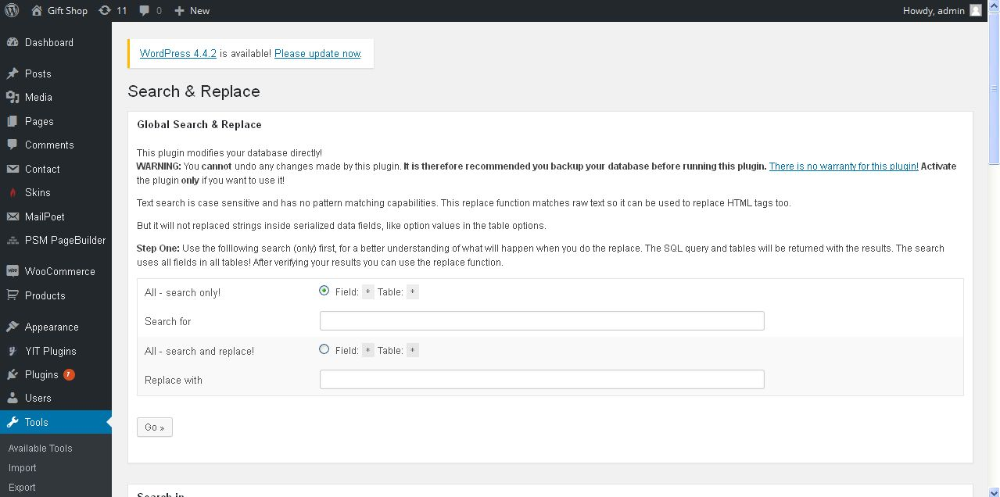 Gift Shop 11 0 + New Howdy, admin
Dashboard
Posts
Media
Pages
Comments
Contact
Skins
MailPoet
PSM PageBuilder
WooCommerce
Products
Appearance
YIT Plugins
Plugins 7
Users
Tools
Available Tools
Import
Export
WordPress 4.4.2 is available! Please update now.
Search & Replace
Global Search & Replace
This plugin modifies your database directly!
WARNING: You cannot undo any changes made by this plugin. It is therefore recommended you backup your database before running this plugin. There is no warranty for this plugin! Activate
the plugin only if you want to use it!
Text search is case sensitive and has no pattern matching capabilities. This replace function matches raw text so it can be used to replace HTML tags too.
But it will not replaced strings inside serialized data fields, like option values in the table options.
Step One: Use the folllowing search (only) first, for a better understanding of what will happen when you do the replace. The SQL query and tables will be returned with the results. The search
uses all fields in all tables! After verifying your results you can use the replace function.
All - search only! Field: * Table: *
Search for
All - search and replace! Field: * Table: *
Replace with
Go »
Search in